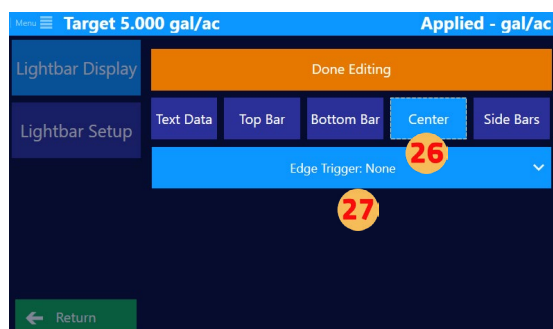 Menu Target 5.000 gal/ac Applied - gal/ac
Lightbar Display
Done Editing
Lightbar Setup
Text Data Top Bar Bottom Bar Center Side Bars
26
Edge Trigger: None
27
Return